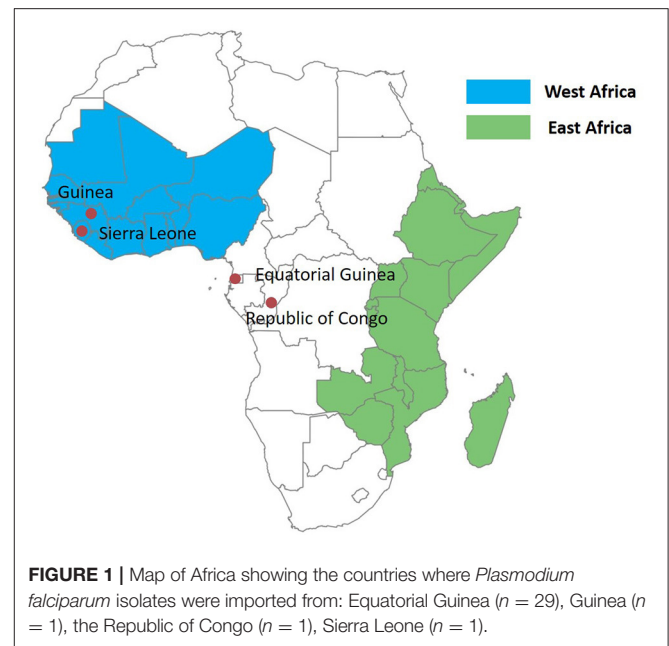 West Africa
East Africa
Guinea
Sierra Leone
Equatorial Guinea
Republic of Congo
FIGURE 1 | Map of Africa showing the countries where Plasmodium
falciparum isolates were imported from: Equatorial Guinea (n = 29), Guinea (n
= 1), the Republic of Congo (n = 1), Sierra Leone (n = 1).